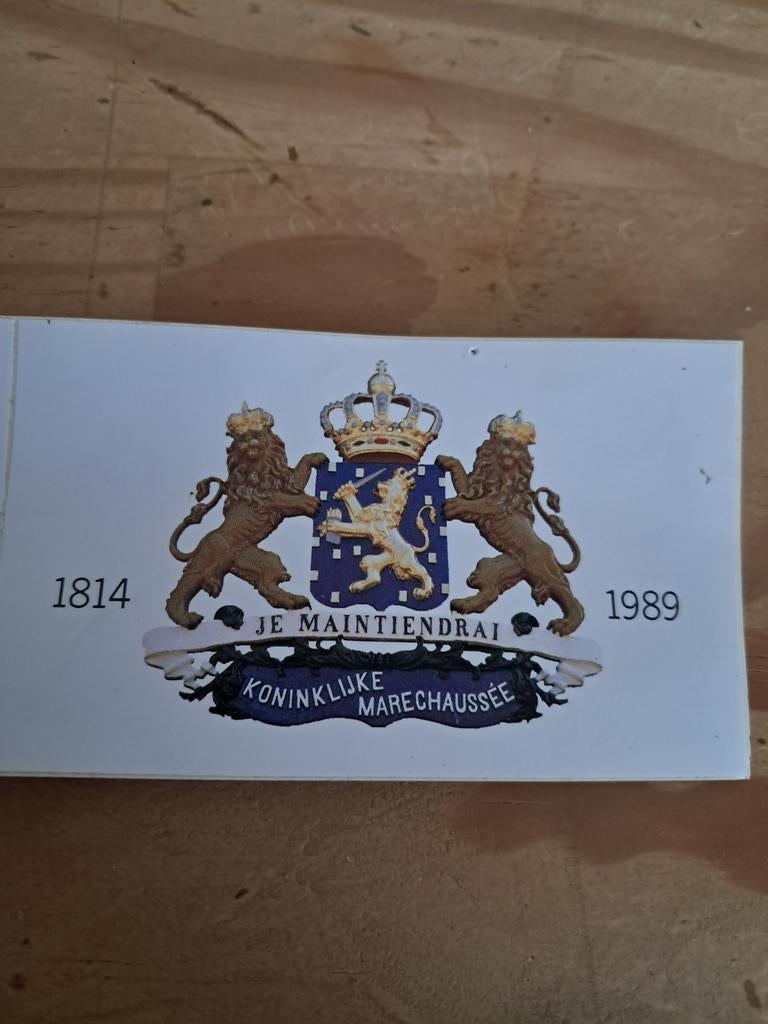 1814
1989
JE MAINTIENDRAI
KONINKLIJKE
MARECHAUSSÉE